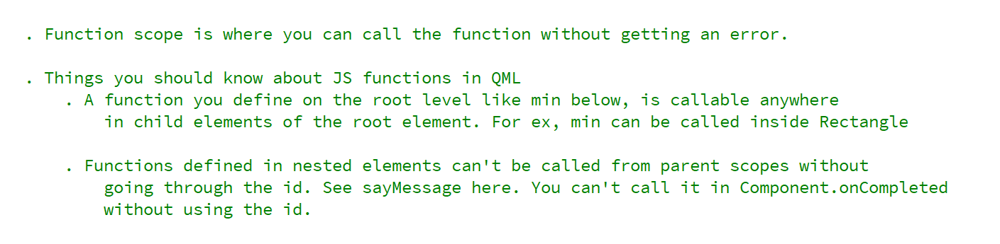 . Function scope is where you can call the function without getting an error.
. Things you should know about JS functions in QML
. A function you define on the root level like min below, is callable anywhere
in child elements of the root element. For ex, min can be called inside Rectangle
. Functions defined in nested elements can't be called from parent scopes without
going through the id. See sayMessage here. You can't call it in Component.onCompleted
without using the id.